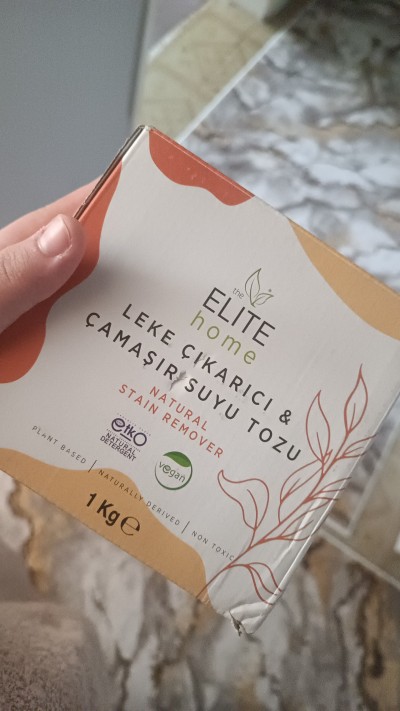 the
ELITE
home
LEKE ÇIKARICI &
ÇAMAŞIR SUYU TOZU
NATURAL
STAIN REMOVER
etko
NATURAL
DETERGENT
vegan
PLANT BASED | NATURALLY DERIVED | NON TOXIC
1 Kg ℮